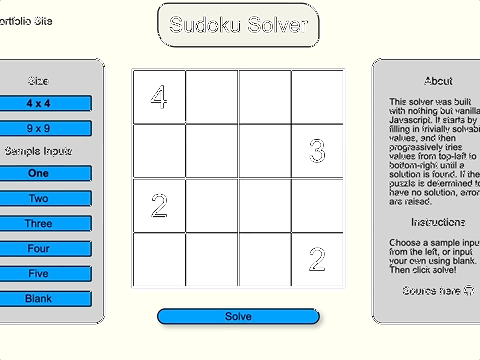 ortfolio Site
Sudoku Solver
Size
4 x 4
9 x 9
Sample Inputs
One
Two
Three
Four
Five
Blank
4
3
2
2
Solve
About
This solver was built
with nothing but vanilla
Javascript. It starts by
filling in trivially solvabl
values, and then
progressively tries
values from top-left to
bottom-right until a
solution is found. If the
puzzle is determined to
have no solution, error
are raised.
Instructions
Choose a sample input
from the left, or input
your own using blank.
Then click solve!
Source here